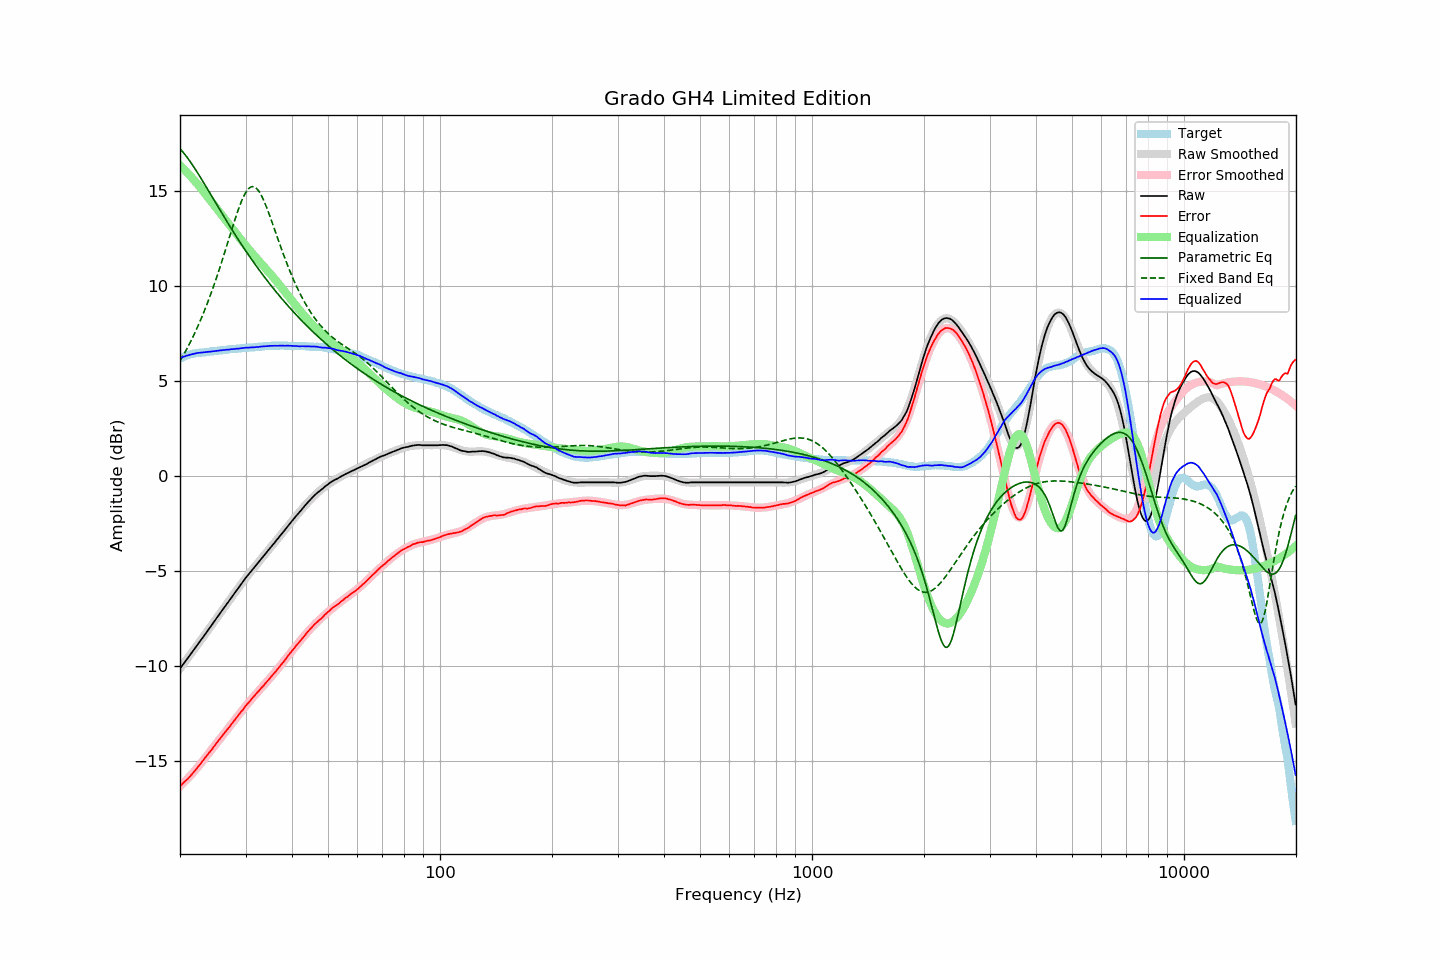 Grado GH4 Limited Edition
Target
Raw Smoothed
Error Smoothed
Raw
Error
Equalization
Parametric Eq
Fixed Band Eq
Equalized
15
10
5
0
−5
−10
−15
Amplitude (dBr)
100
1000
10000
Frequency (Hz)